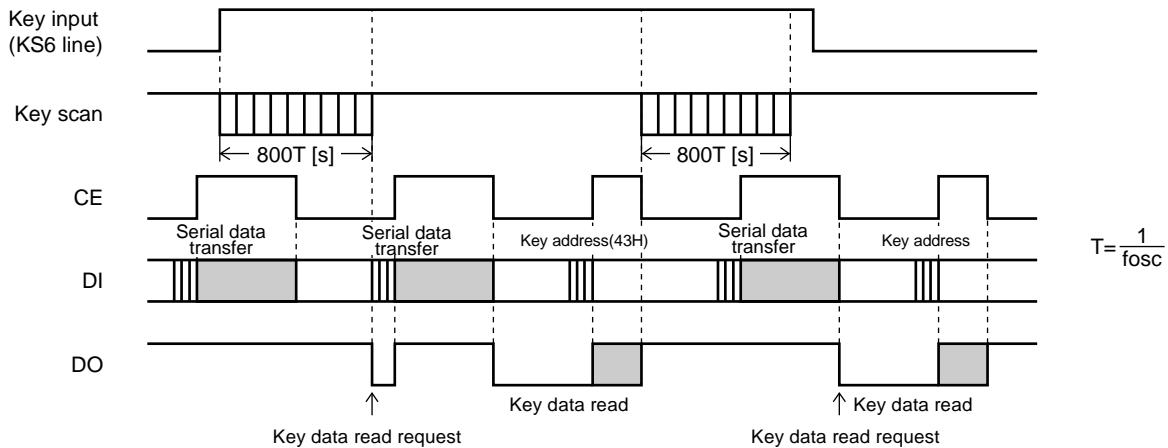 Key input
(KS6 line)
Key scan
800T [s]
800T [s]
CE
Serial data
transfer
Serial data
transfer
Key address(43H)
Serial data
transfer
Key address
T= 1
fosc
DI
DO
Key data read
Key data read
Key data read request
Key data read request